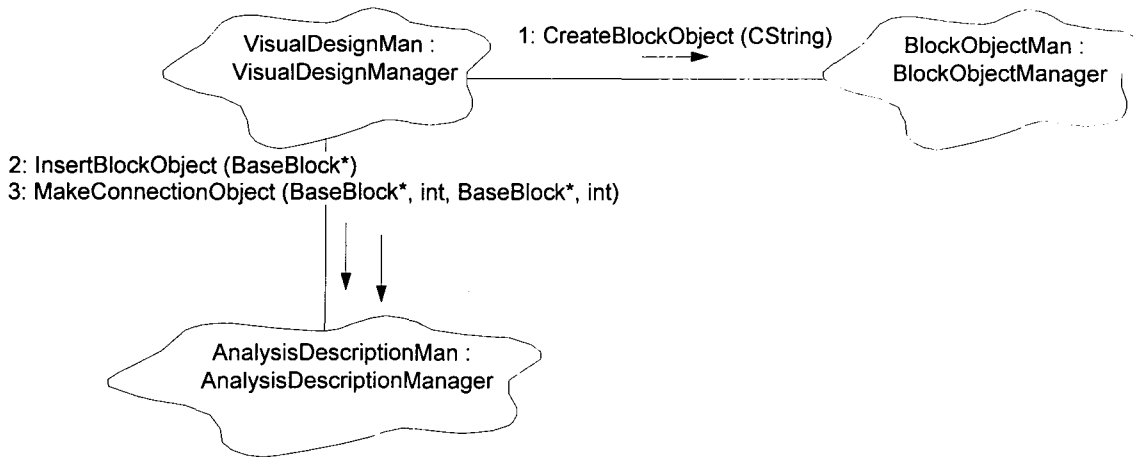 VisualDesignMan :
VisualDesignManager
1: CreateBlockObject (CString)
BlockObjectMan :
BlockObjectManager
2: InsertBlockObject (BaseBlock*)
3: MakeConnectionObject (BaseBlock*, int, BaseBlock*, int)
AnalysisDescriptionMan :
AnalysisDescriptionManager